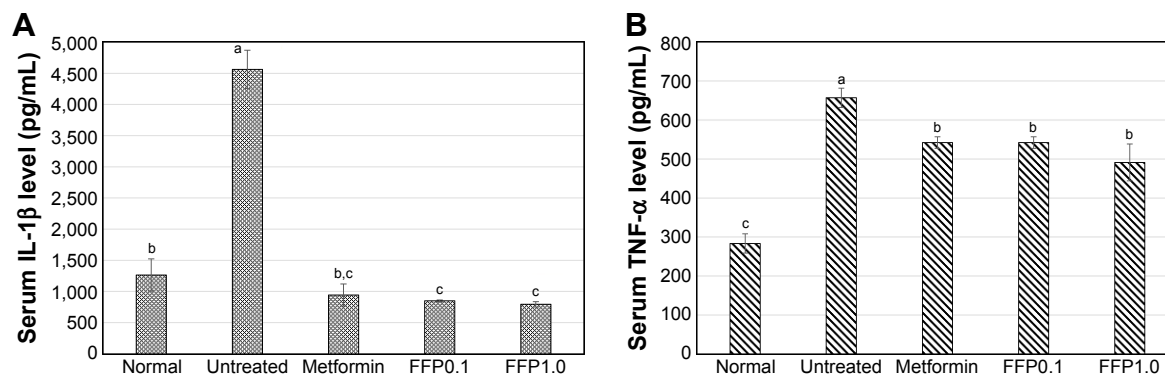 A
Serum IL-1β level (pg/mL)
5,000
4,500
4,000
3,500
3,000
2,500
2,000
1,500
1,000
500
0
b
a
b,c
c
c
Normal Untreated Metformin FFP0.1 FFP1.0
B
Serum TNF-α level (pg/mL)
800
700
600
500
400
300
200
100
0
c
a
b
b
b
Normal Untreated Metformin FFP0.1 FFP1.0